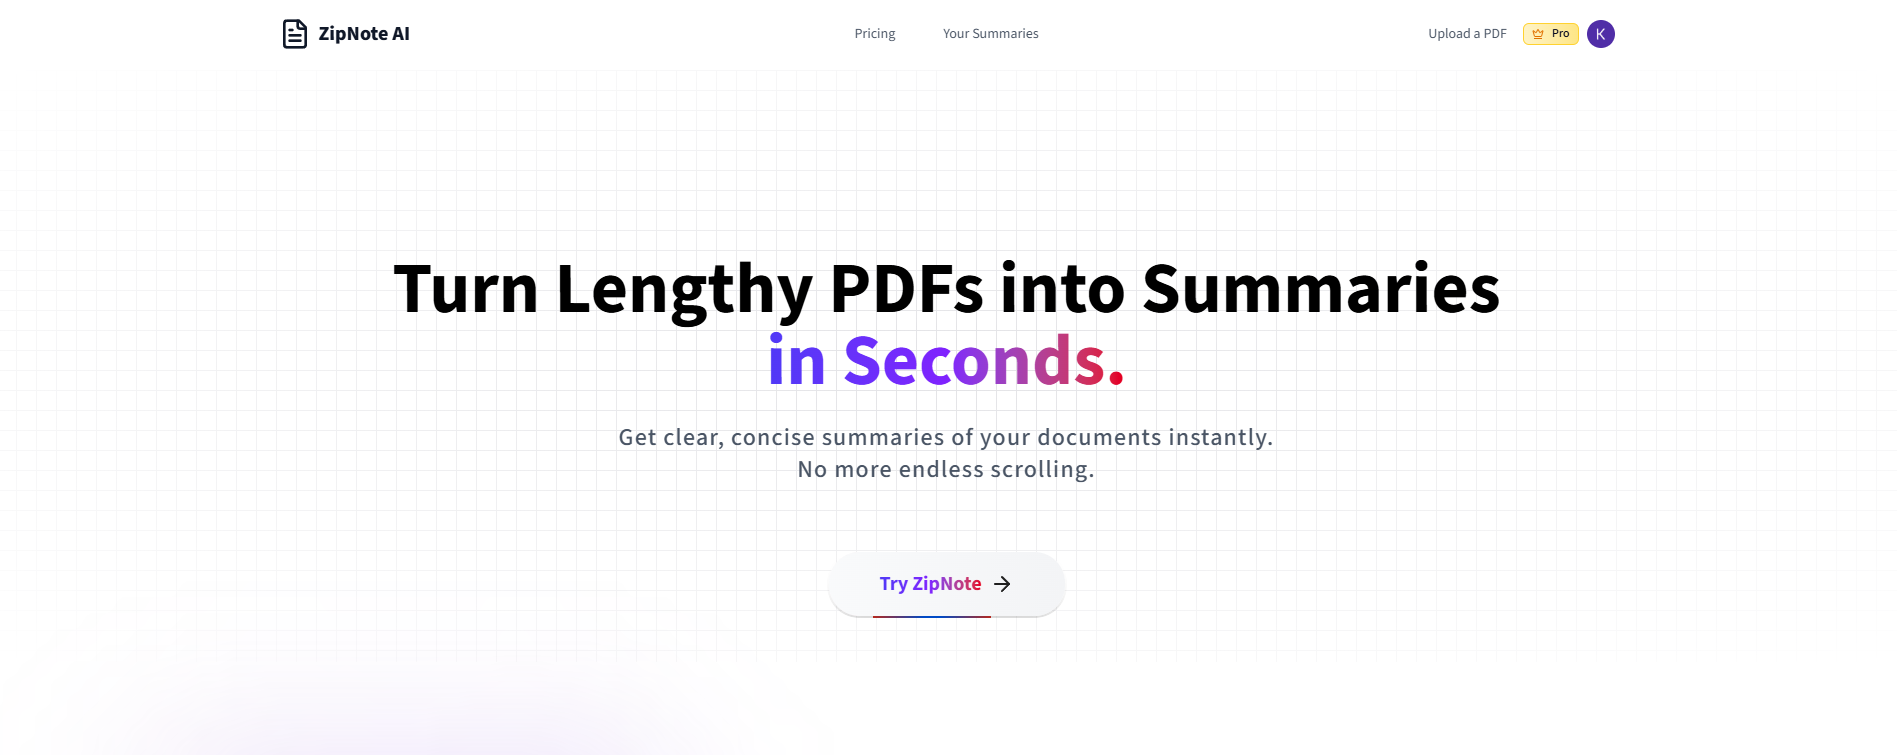 ZipNote AI
Pricing
Your Summaries
Upload a PDF
Pro
K
Turn Lengthy PDFs into Summaries
in Seconds.
Get clear, concise summaries of your documents instantly.
No more endless scrolling.
Try ZipNote